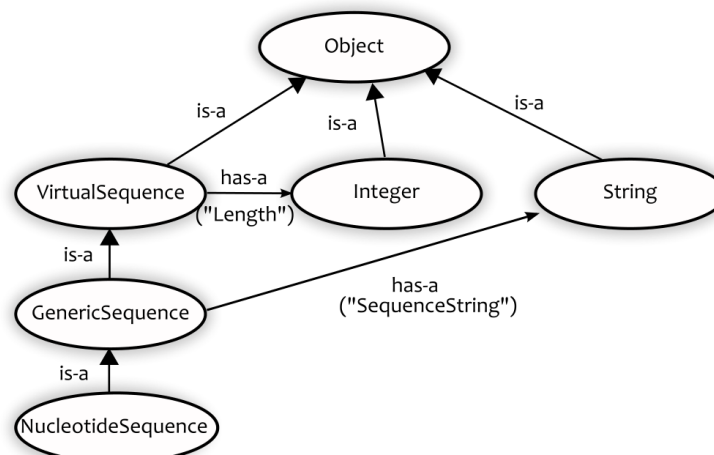 Object
is-a
is-a
is-a
VirtualSequence
has-a
("Length")
Integer
String
is-a
has-a
("SequenceString")
GenericSequence
is-a
NucleotideSequence